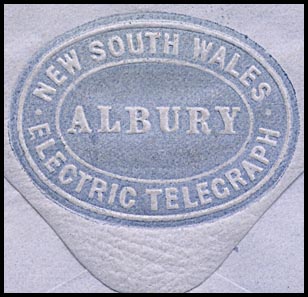 · NEW SOUTH WALES ·
ALBURY
ELECTRIC TELEGRAPH